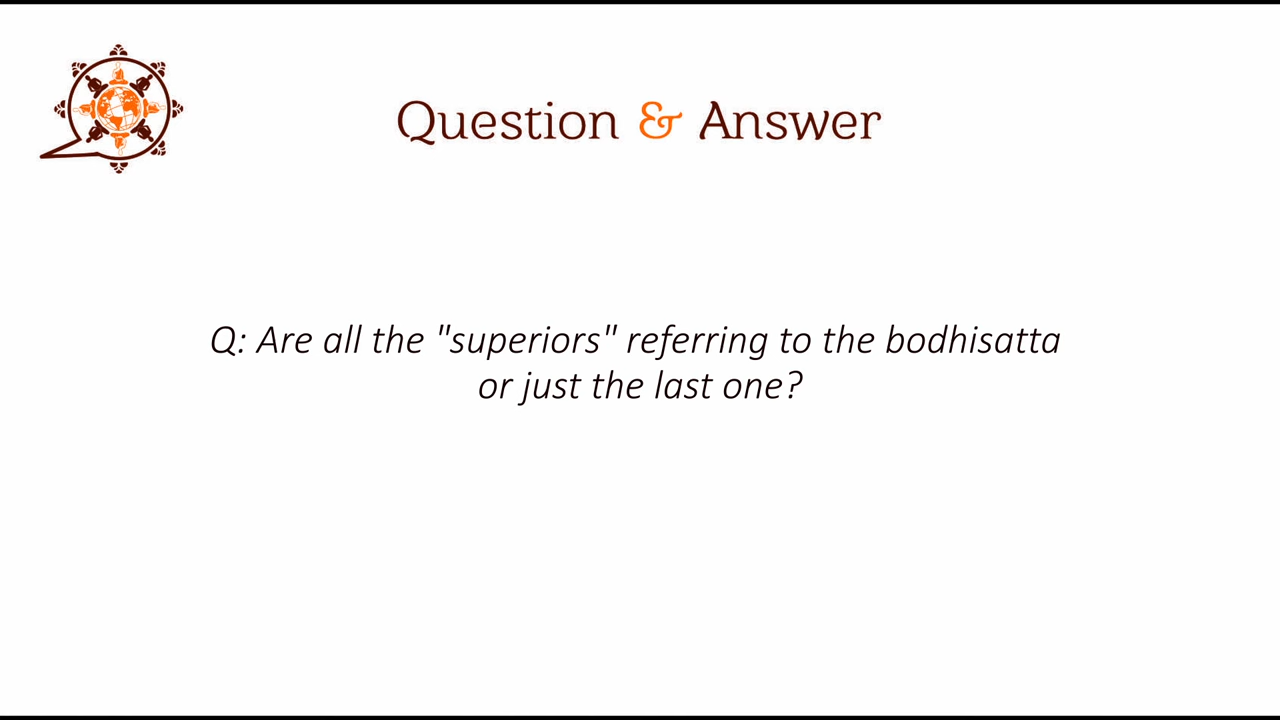 Question & Answer
Q: Are all the "superiors" referring to the bodhisatta
or just the last one?